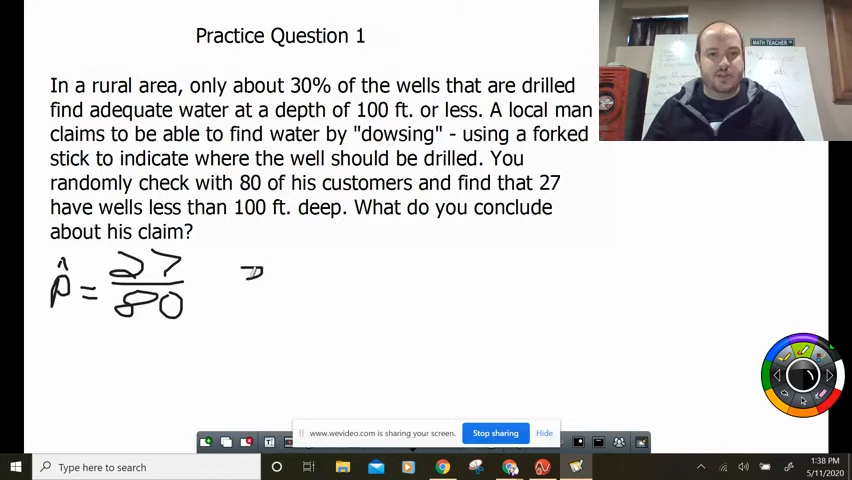 Practice Question 1
MATH TEACHER
In a rural area, only about 30% of the wells that are drilled
find adequate water at a depth of 100 ft. or less. A local man
claims to be able to find water by "dowsing" - using a forked
stick to indicate where the well should be drilled. You
randomly check with 80 of his customers and find that 27
have wells less than 100 ft. deep. What do you conclude
about his claim?
p̂ = 27
80
www.wevideo.com is sharing your screen.
Stop sharing
Hide
Type here to search
1:38 PM
5/11/2020